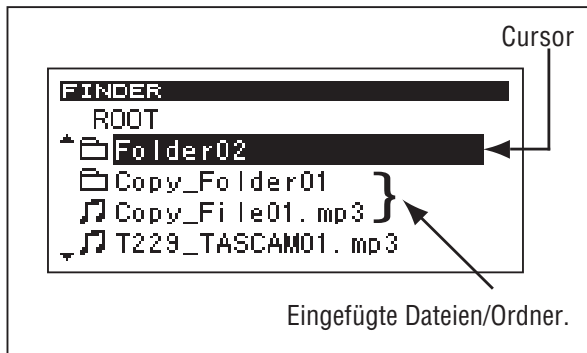 Cursor
FINDER
ROOT
Folder02
Copy_Folder01
Copy_File01.mp3
T229_TASCAM01.mp3
Eingefügte Dateien/Ordner.